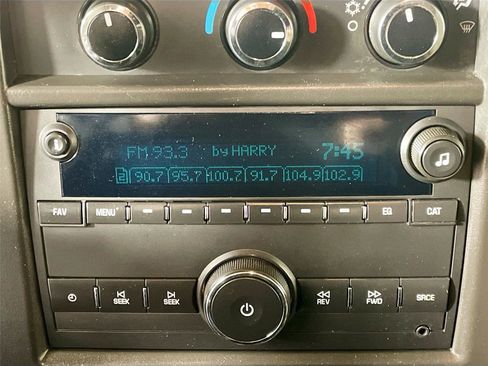 FM 93.3 by HARRY 7:45
90.7 95.7 100.7 91.7 104.9 102.9
FAV MENU EQ CAT
SEEK SEEK REV FWD SRCE